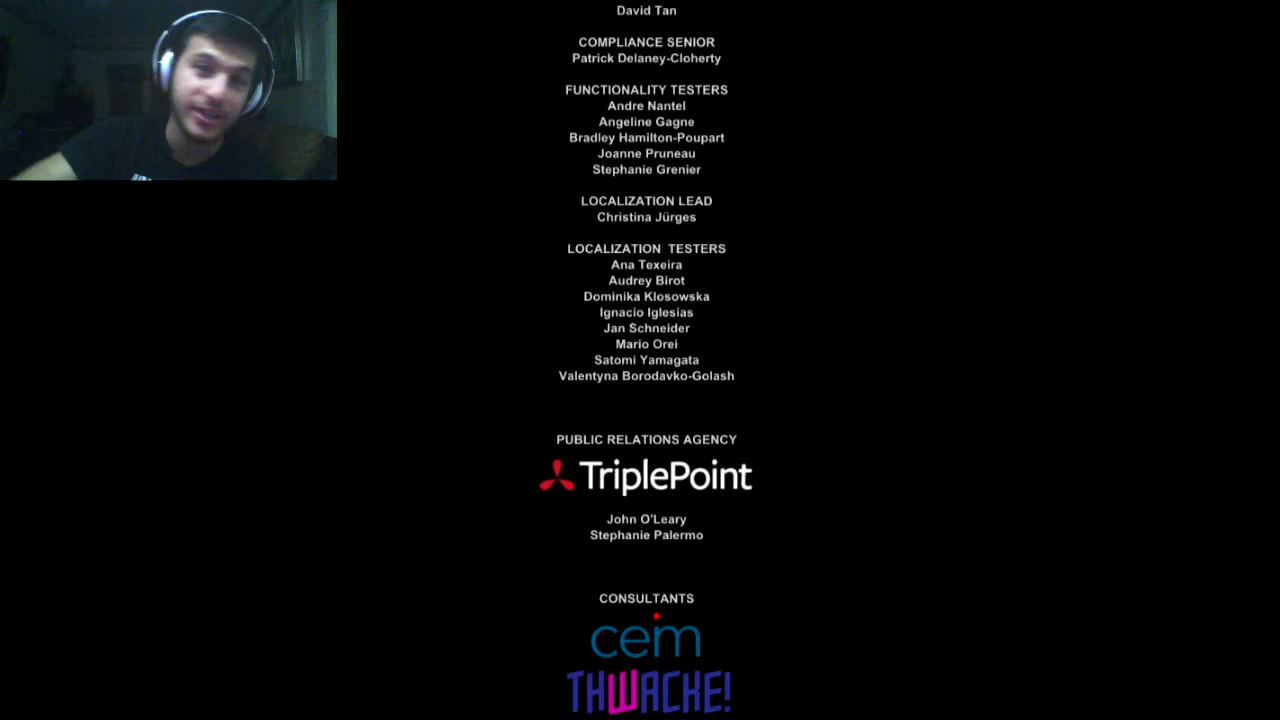 David Tan
COMPLIANCE SENIOR
Patrick Delaney-Cloherty
FUNCTIONALITY TESTERS
Andre Nantel
Angeline Gagne
Bradley Hamilton-Poupart
Joanne Pruneau
Stephanie Grenier
LOCALIZATION LEAD
Christina Jürges
LOCALIZATION TESTERS
Ana Texeira
Audrey Birot
Dominika Klosowska
Ignacio Iglesias
Jan Schneider
Mario Orei
Satomi Yamagata
Valentyna Borodavko-Golash
PUBLIC RELATIONS AGENCY
TriplePoint
John O'Leary
Stephanie Palermo
CONSULTANTS
ceim
THWACKE!